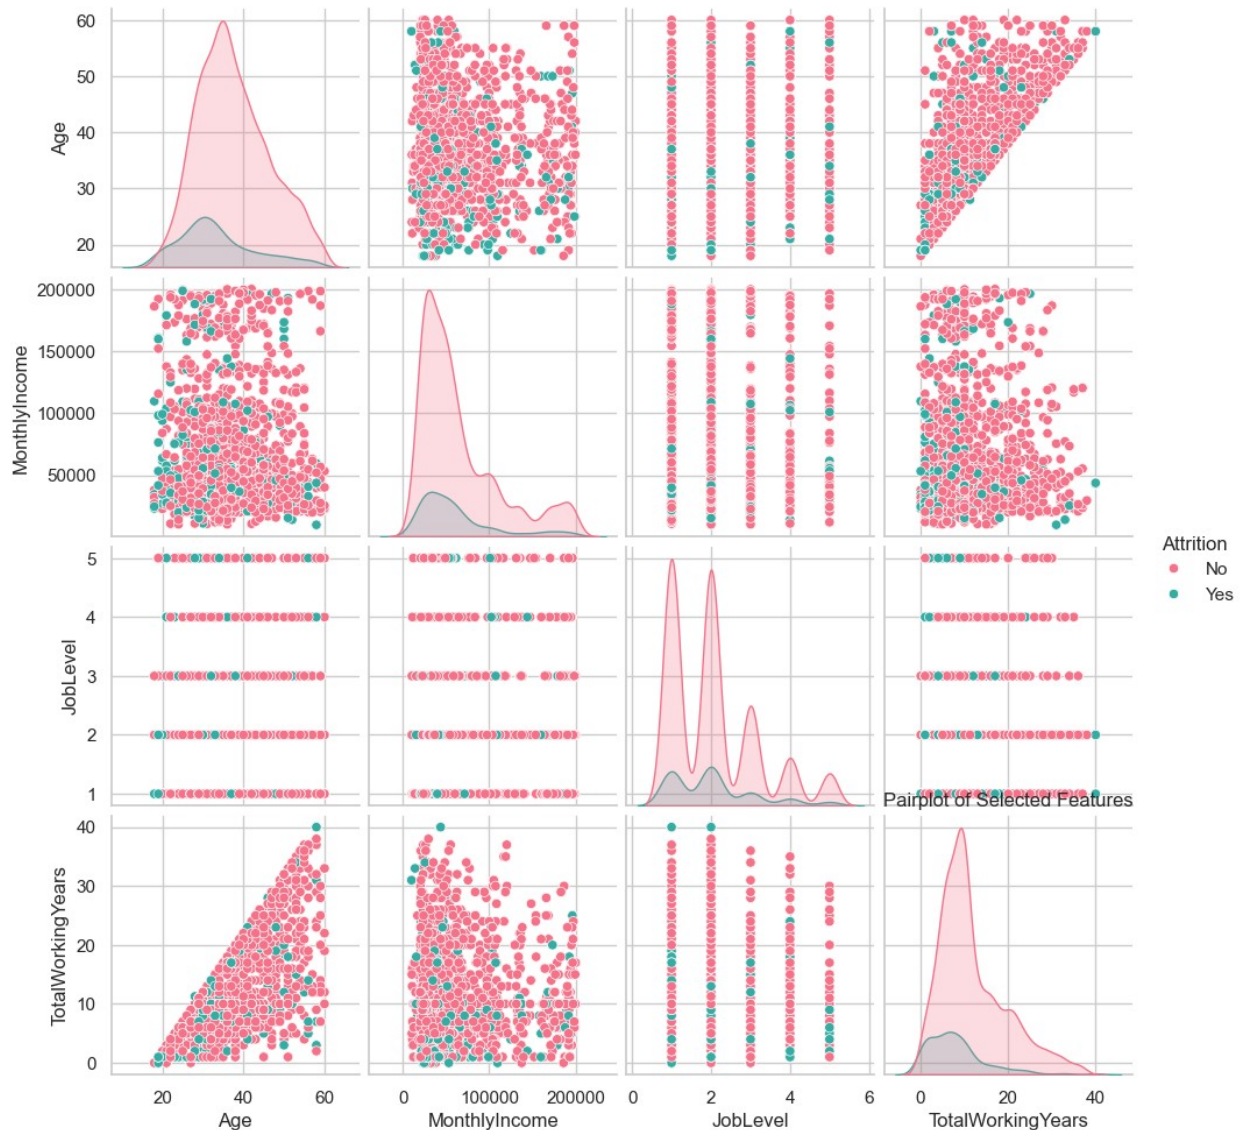 60
50
40
30
20
Age
200000
150000
100000
50000
MonthlyIncome
5
4
3
2
1
JobLevel
Attrition
No
Yes
Pairplot of Selected Features
40
30
20
10
0
TotalWorkingYears
20 40 60
Age
0 100000 200000
MonthlyIncome
0 2 4 6
JobLevel
0 20 40
TotalWorkingYears